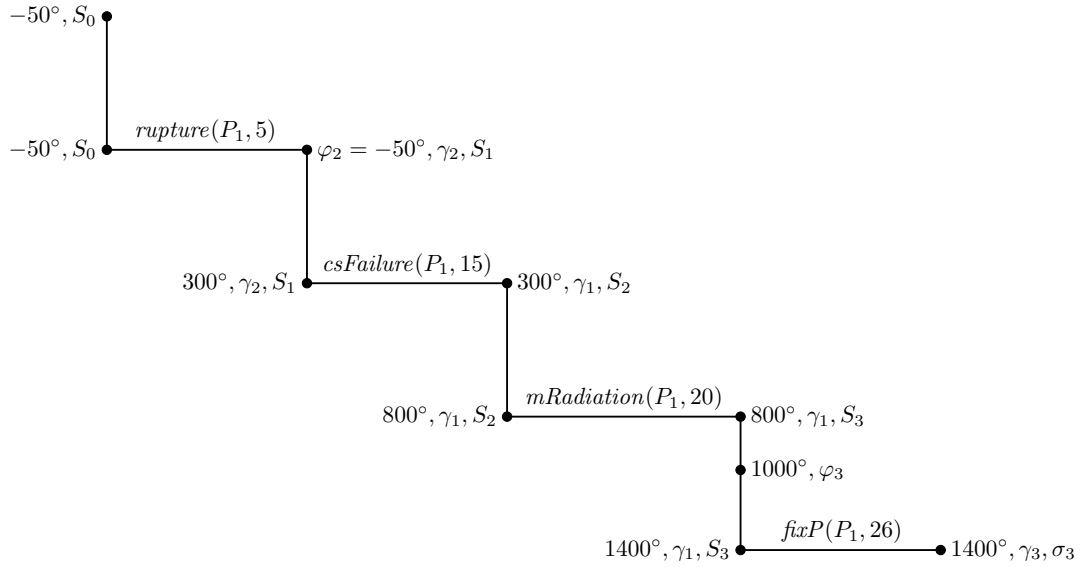 −50°, S₀
−50°, S₀
rupture(P₁, 5)
φ₂ = −50°, γ₂, S₁
300°, γ₂, S₁
csFailure(P₁, 15)
300°, γ₁, S₂
800°, γ₁, S₂
mRadiation(P₁, 20)
800°, γ₁, S₃
1000°, φ₃
1400°, γ₁, S₃
fixP(P₁, 26)
1400°, γ₃, σ₃